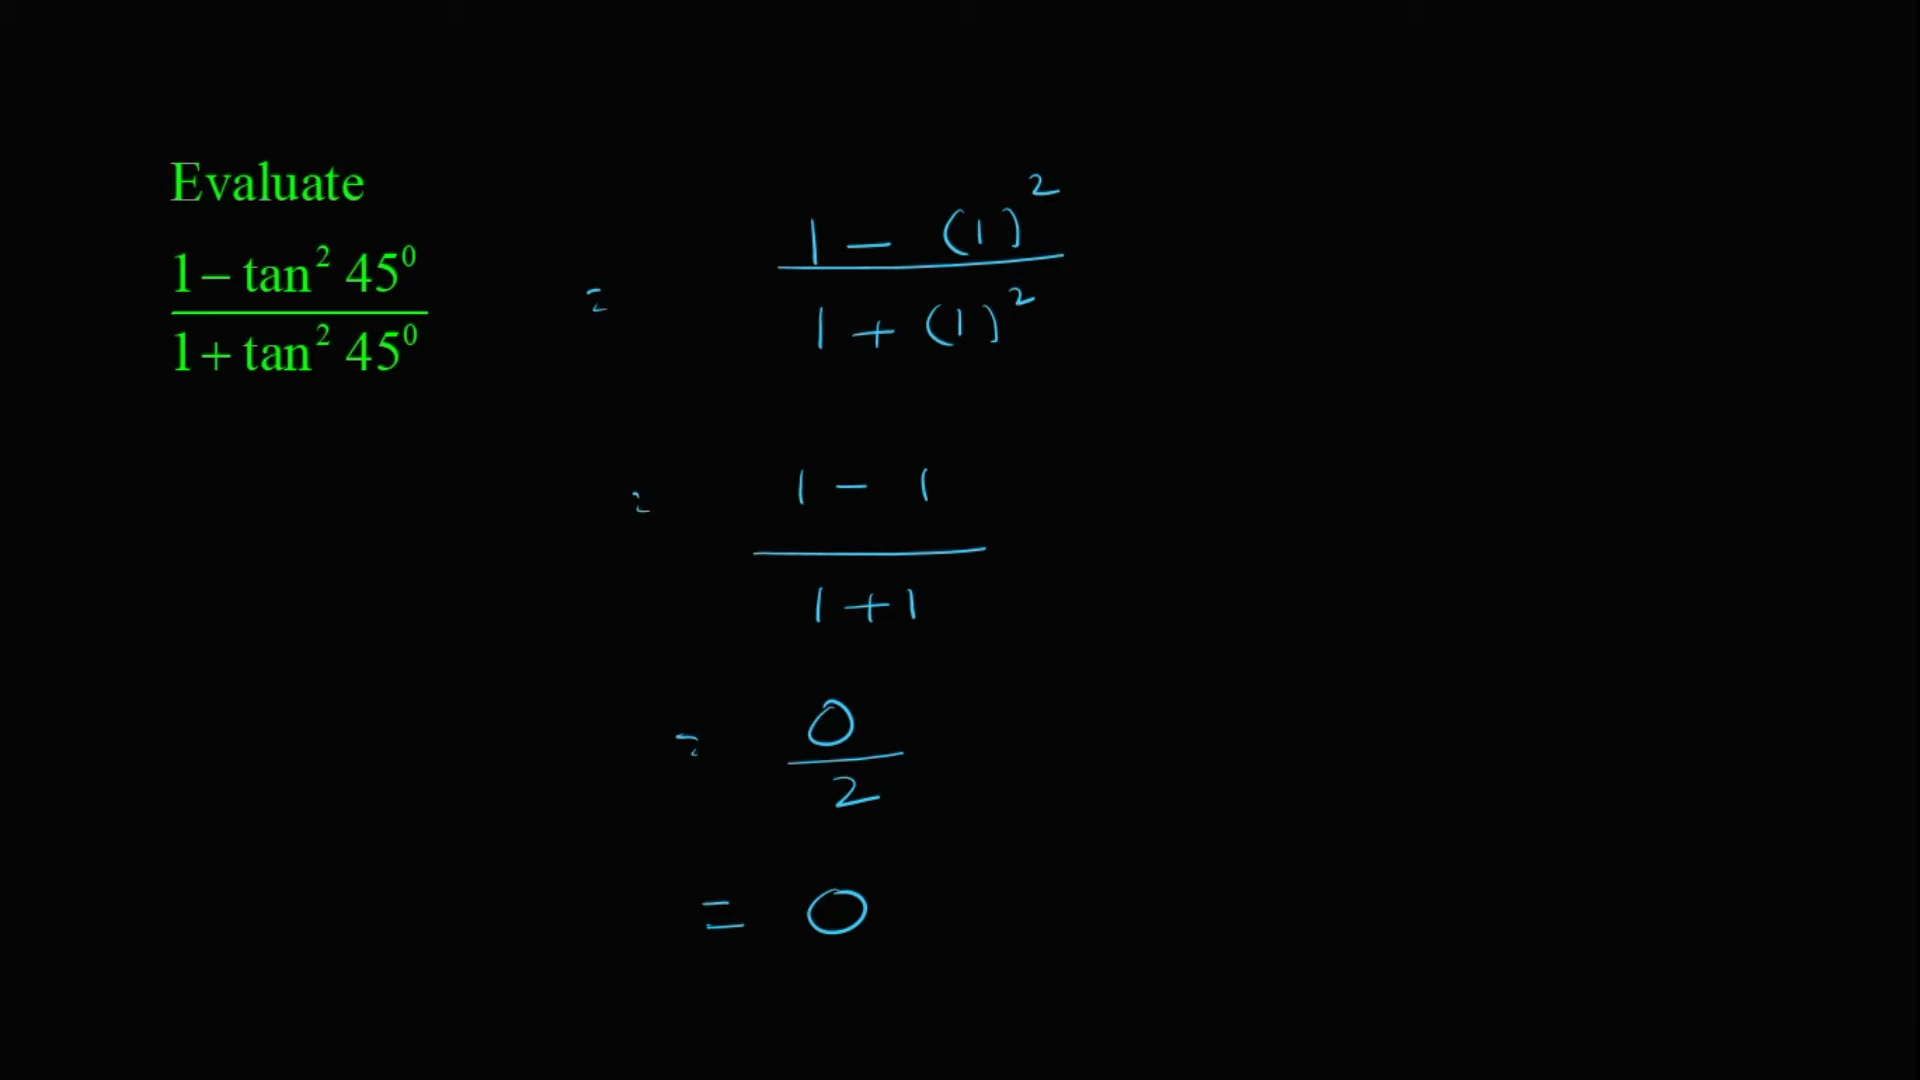 Evaluate
1 − tan² 45⁰
1 + tan² 45⁰
= 1 − (1)²
1 + (1)²
= 1 − 1
1 + 1
= 0
2
= 0